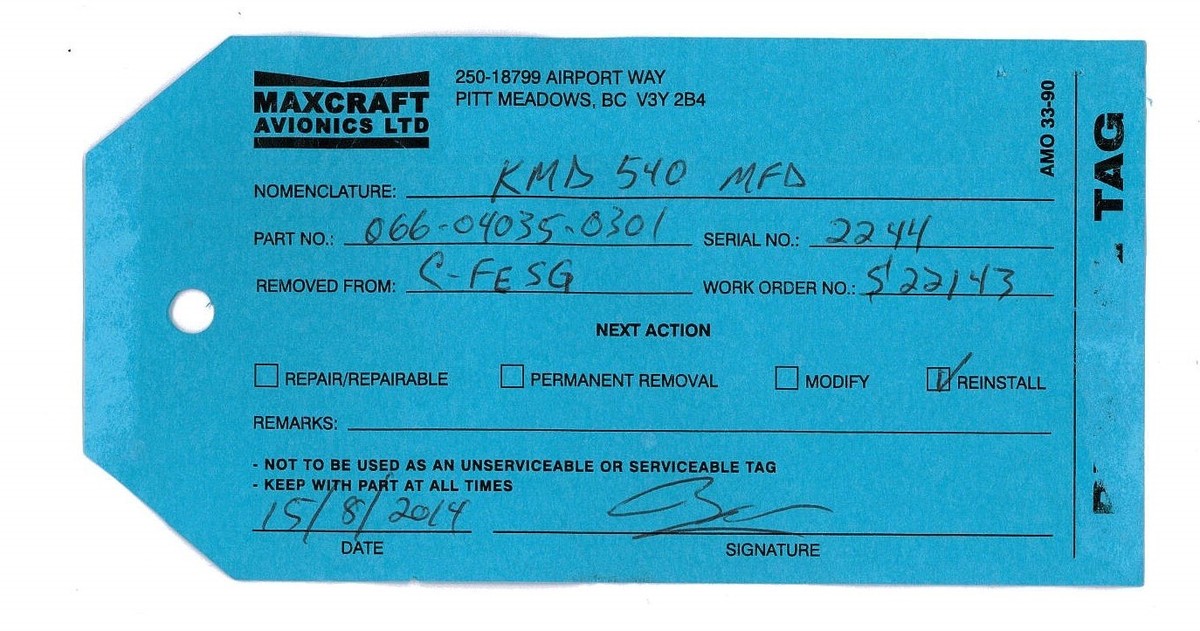 MAXCRAFT
AVIONICS LTD
250-18799 AIRPORT WAY
PITT MEADOWS, BC V3Y 2B4
AMO 33-90
TAG
NOMENCLATURE: KMD 540 MFD
PART NO.: 066-04035-0301 SERIAL NO.: 2244
REMOVED FROM: C-FESG WORK ORDER NO.: S22143
NEXT ACTION
REPAIR/REPAIRABLE PERMANENT REMOVAL MODIFY REINSTALL
REMARKS:
- NOT TO BE USED AS AN UNSERVICEABLE OR SERVICEABLE TAG
- KEEP WITH PART AT ALL TIMES
15/8/2014
DATE SIGNATURE